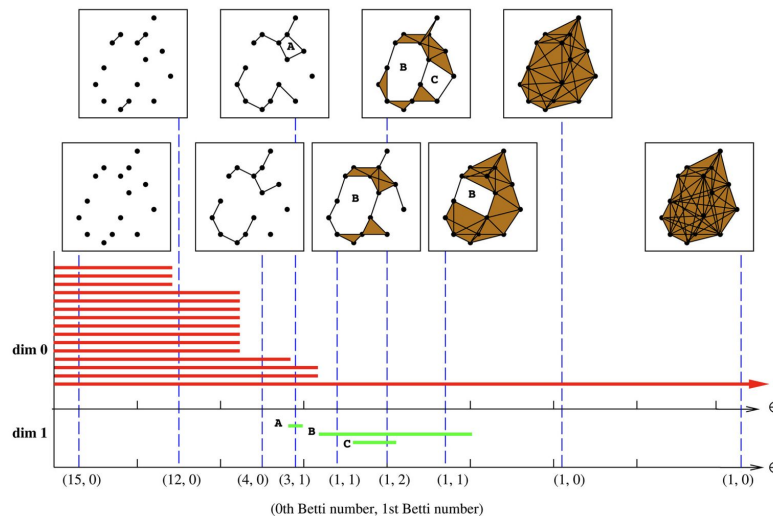 A
B
C
B
B
dim 0
ϵ
A
B
C
dim 1
ϵ
(15, 0) (12, 0) (4, 0) (3, 1) (1, 1) (1, 2) (1, 1) (1, 0) (1, 0)
(0th Betti number, 1st Betti number)